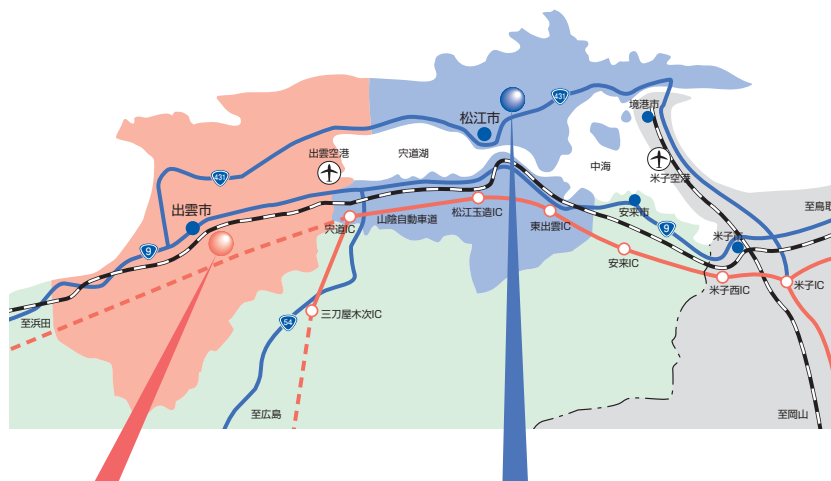 431
境港市
松江市
出雲空港
宍道湖
中海
米子空港
431
出雲市
宍道IC
山陰自動車道
松江玉造IC
東出雲IC
安来市
9
米子市
至鳥取
9
安来IC
米子西IC
米子IC
至浜田
54
三刀屋木次IC
至広島
至岡山